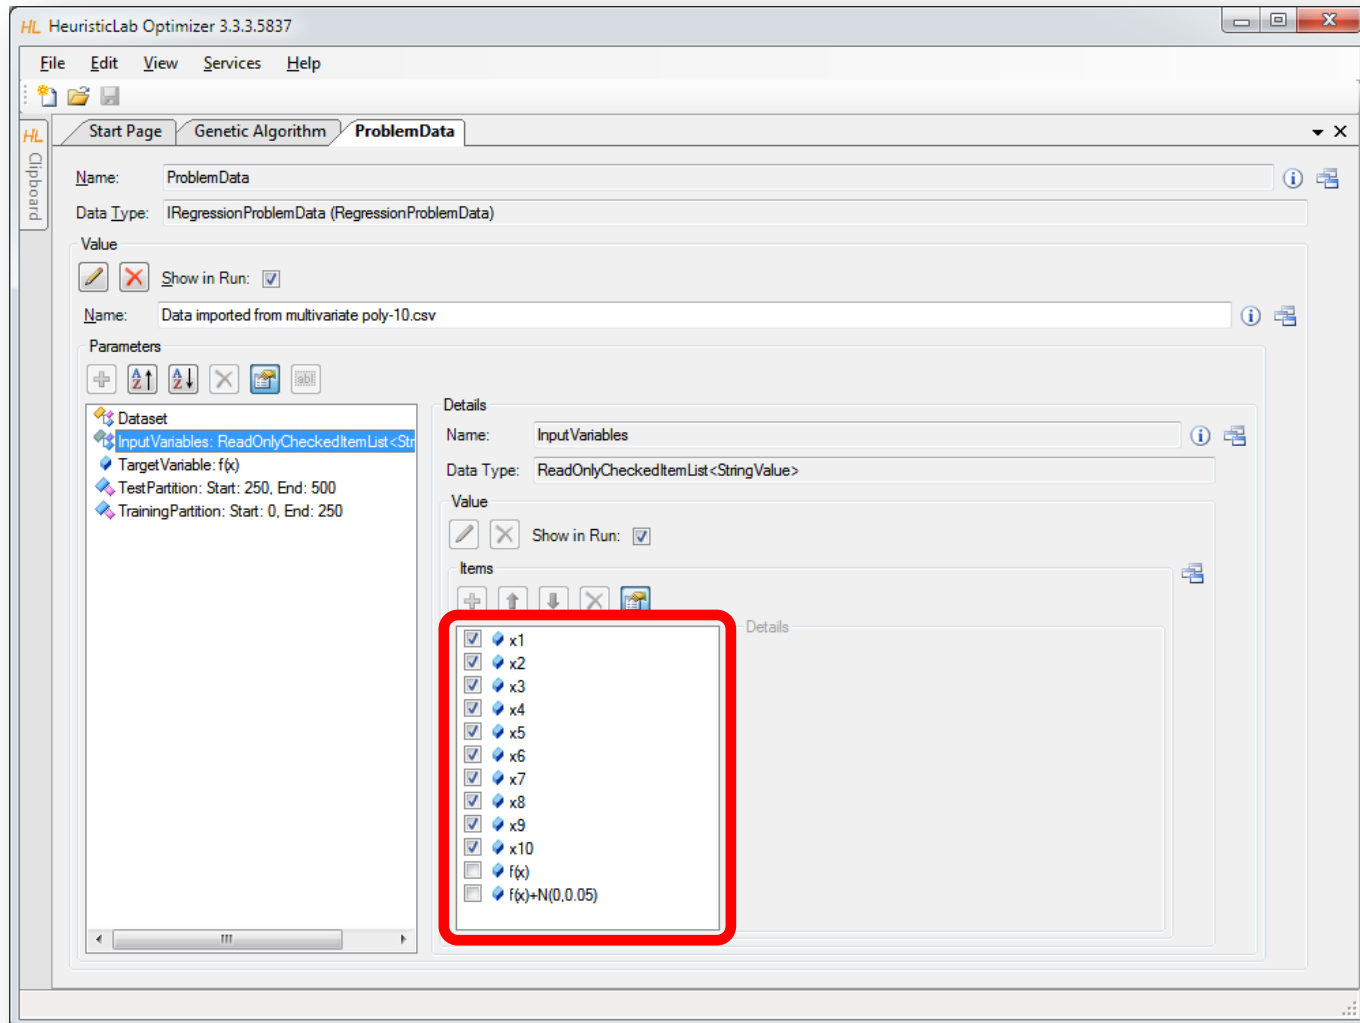 HL HeuristicLab Optimizer 3.3.3.5837
File Edit View Services Help
HL Clipboard
Start Page Genetic Algorithm ProblemData
Name: ProblemData
Data Type: IRegressionProblemData (RegressionProblemData)
Value
Show in Run:
Name: Data imported from multivariate poly-10.csv
Parameters
Dataset
InputVariables: ReadOnlyCheckedItemList<Str
TargetVariable: f(x)
TestPartition: Start: 250, End: 500
TrainingPartition: Start: 0, End: 250
Details
Name: InputVariables
Data Type: ReadOnlyCheckedItemList<StringValue>
Value
Show in Run:
Items
Details
x1
x2
x3
x4
x5
x6
x7
x8
x9
x10
f(x)
f(x)+N(0,0.05)